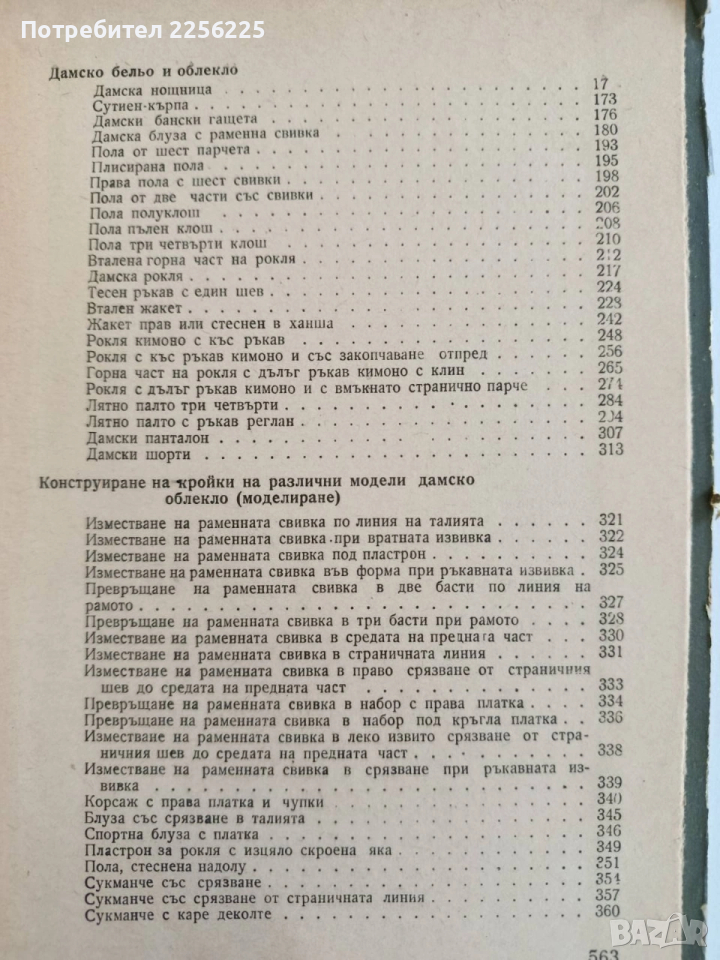 Потребител 2256225
Потребител 2256225
Дамско бельо и облекло
Дамска нощница . . . . . . . . . . 17
Сутиен-кърпа . . . . . . . . . . 173
Дамски бански гащета . . . . . . . . . . 176
Дамска блуза с раменна свивка . . . . . . . . . . 180
Пола от шест парчета . . . . . . . . . . 193
Плисирана пола . . . . . . . . . . 195
Права пола с шест свивки . . . . . . . . . . 198
Пола от две части със свивки . . . . . . . . . . 202
Пола полуклош . . . . . . . . . . 206
Пола пълен клош . . . . . . . . . . 208
Пола три четвърти клош . . . . . . . . . . 210
Вталена горна част на рокля . . . . . . . . . . 212
Дамска рокля . . . . . . . . . . 217
Тесен ръкав с един шев . . . . . . . . . . 224
Втален жакет . . . . . . . . . . 228
Жакет прав или стеснен в ханша . . . . . . . . . . 242
Рокля кимоно с къс ръкав . . . . . . . . . . 248
Рокля с къс ръкав кимоно и със закопчаване отпред . . . . . . 256
Горна част на рокля с дълъг ръкав кимоно с клин . . . . . . 265
Рокля с дълъг ръкав кимоно и с вмъкнато странично парче . . . 274
Лятно палто три четвърти . . . . . . . . . . 284
Лятно палто с ръкав реглан . . . . . . . . . . 294
Дамски панталон . . . . . . . . . . 307
Дамски шорти . . . . . . . . . . 313
Конструиране на кройки на различни модели дамско
облекло (моделиране)
Изместване на раменната свивка по линия на талията . . . . . . 321
Изместване на раменната свивка при вратната извивка . . . . . . 322
Изместване на раменната свивка под пластрон . . . . . . . . 324
Изместване на раменната свивка във форма при ръкавната извивка . 325
Превръщане на раменната свивка в две басти по линия на
рамото . . . . . . . . . . 327
Превръщане на раменната свивка в три басти при рамото . . . . 328
Изместване на раменната свивка в средата на предната част . . . 330
Изместване на раменната свивка в страничната линия . . . . . . 331
Изместване на раменната свивка в право срязване от страничния
шев до средата на предната част . . . . . . . . . . 333
Превръщане на раменната свивка в набор с права платка . . . . 334
Превръщане на раменната свивка в набор под кръгла платка . . 336
Изместване на раменната свивка в леко извито срязване от стра-
ничния шев до средата на предната част . . . . . . . . 338
Изместване на раменната свивка в срязване при ръкавната из-
вивка . . . . . . . . . . 339
Корсаж с права платка и чупки . . . . . . . . . . 340
Блуза със срязване в талията . . . . . . . . . . 345
Спортна блуза с платка . . . . . . . . . . 346
Пластрон за рокля с изцяло скроена яка . . . . . . . . . . 349
Пола, стеснена надолу . . . . . . . . . . 251
Сукманче със срязване . . . . . . . . . . 354
Сукманче със срязване от страничната линия . . . . . . . . 357
Сукманче с каре деколте . . . . . . . . . . 360
563
BAZAR